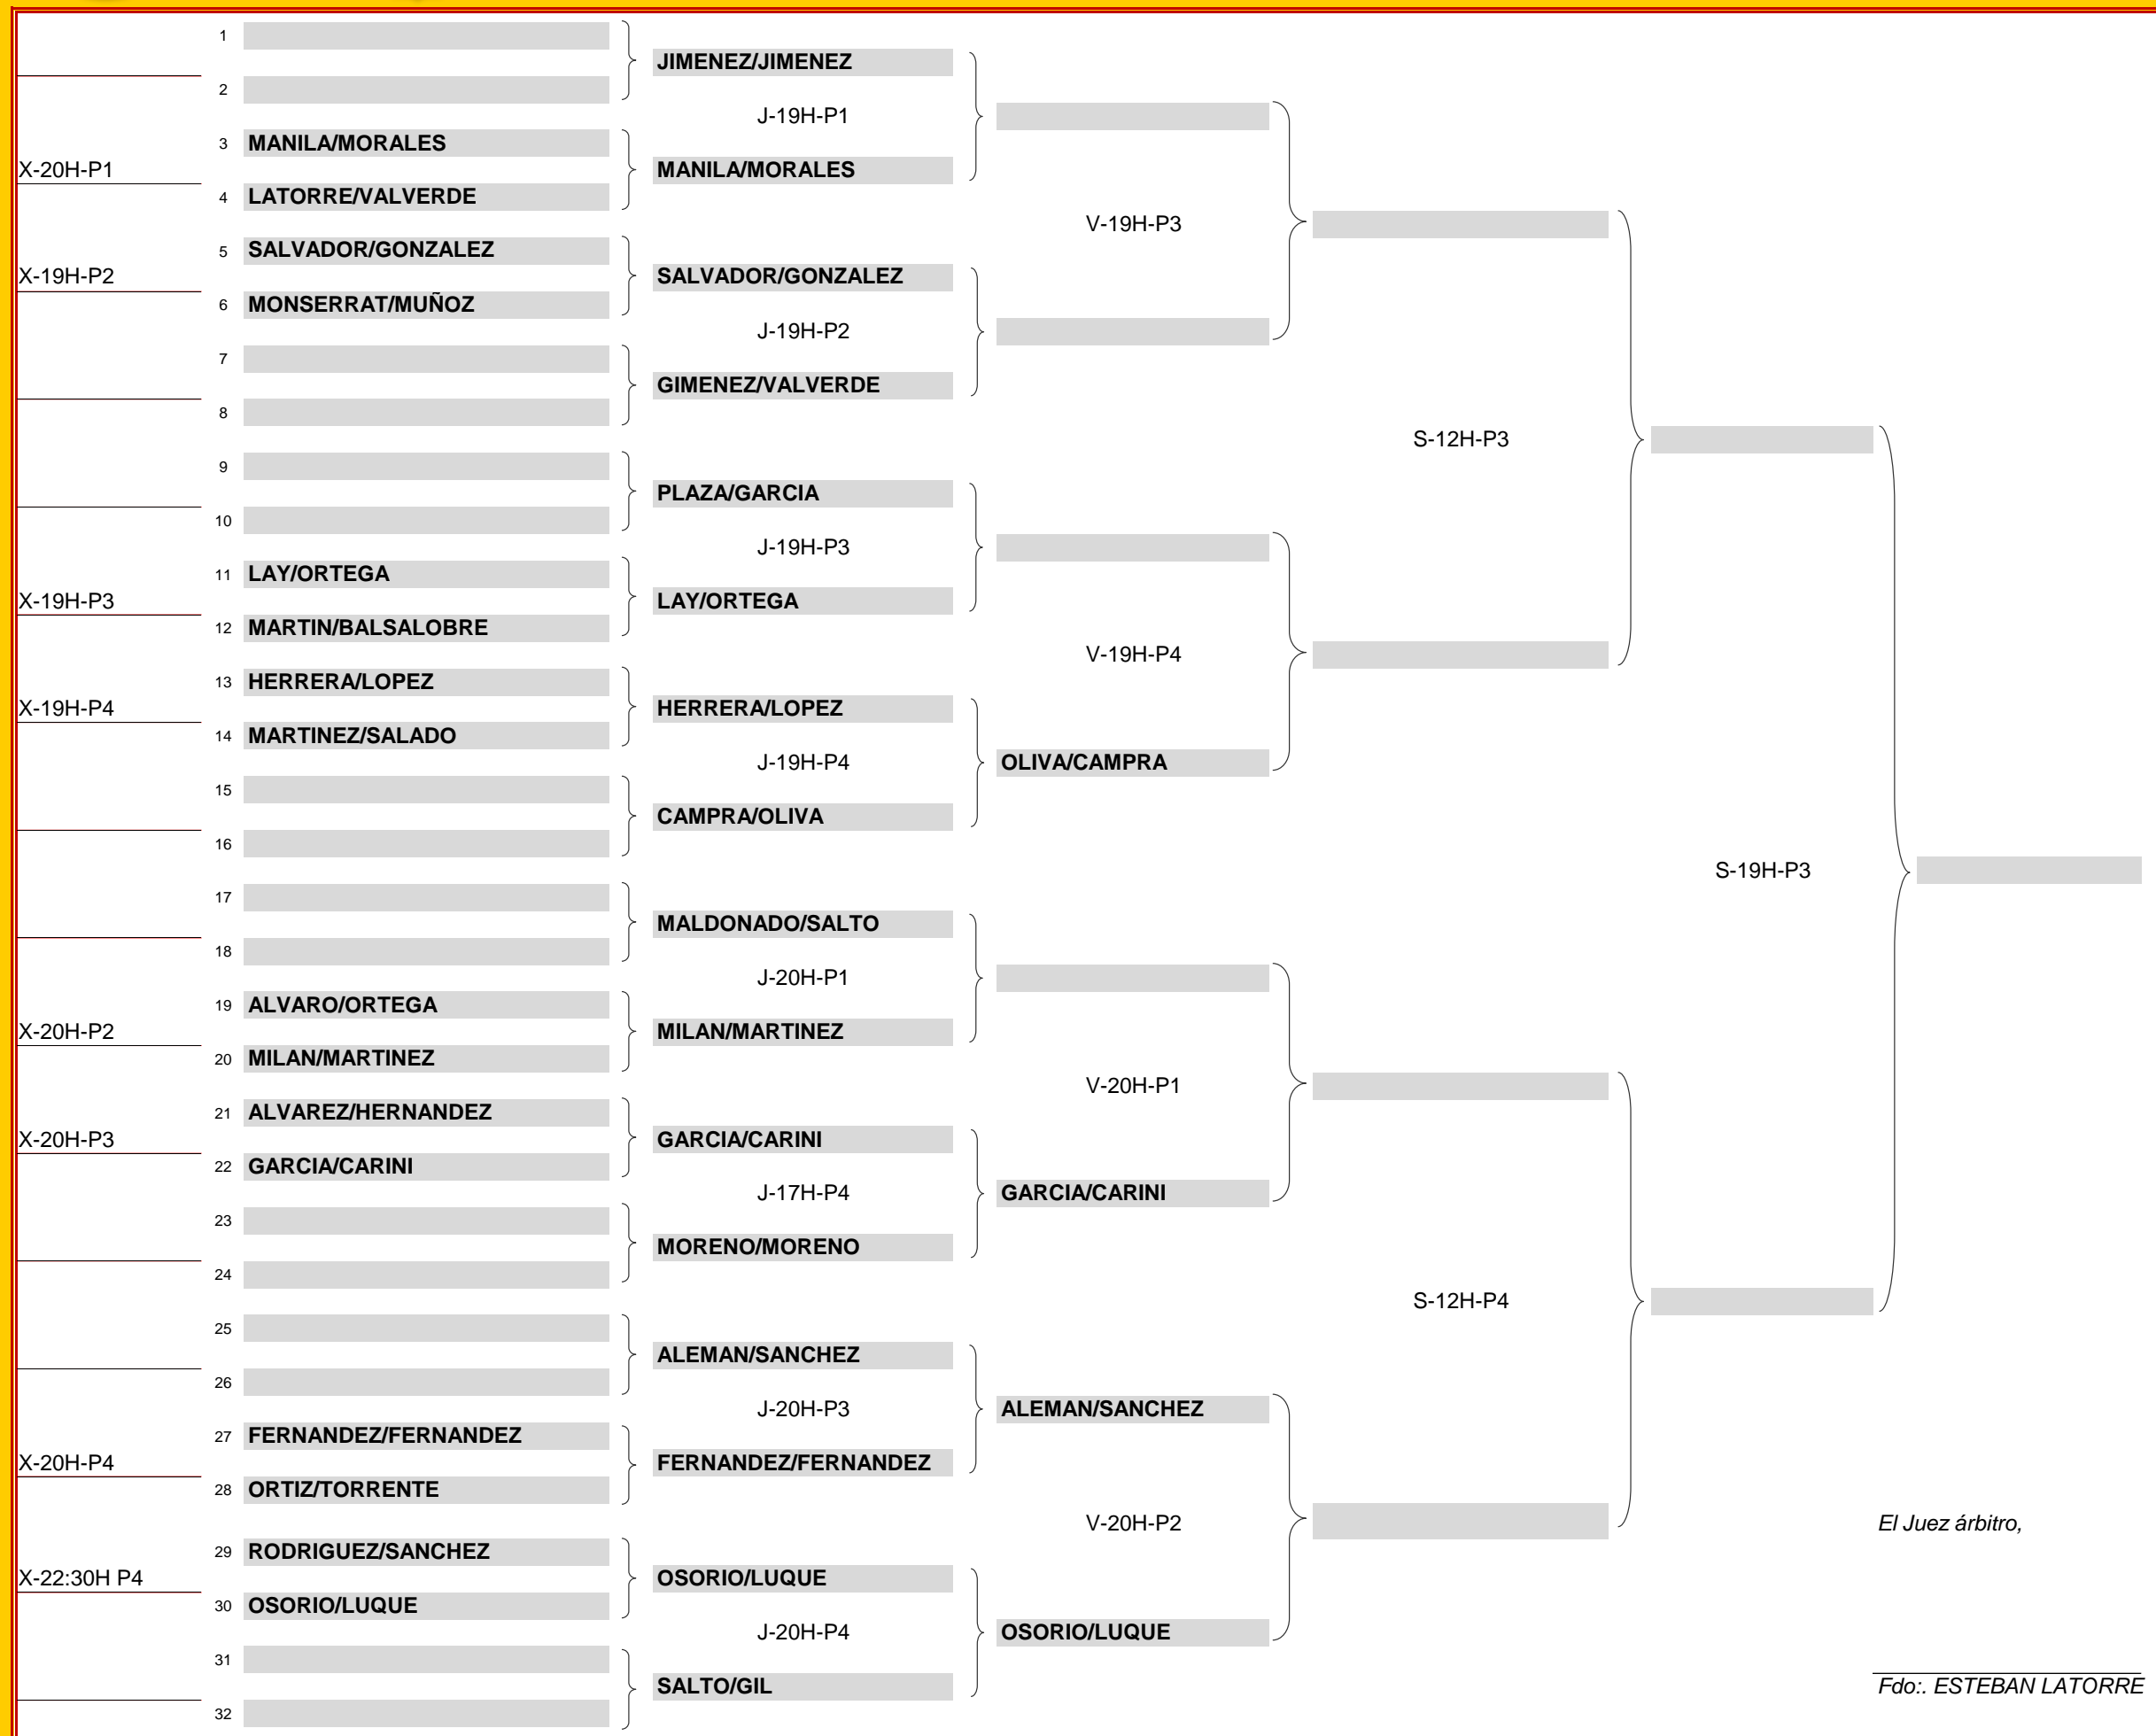 1
JIMENEZ/JIMENEZ
2
J-19H-P1
3 MANILA/MORALES
X-20H-P1
MANILA/MORALES
4 LATORRE/VALVERDE
V-19H-P3
5 SALVADOR/GONZALEZ
X-19H-P2
SALVADOR/GONZALEZ
6 MONSERRAT/MUÑOZ
J-19H-P2
7
GIMENEZ/VALVERDE
8
S-12H-P3
9
PLAZA/GARCIA
10
J-19H-P3
11 LAY/ORTEGA
X-19H-P3
LAY/ORTEGA
12 MARTIN/BALSALOBRE
V-19H-P4
13 HERRERA/LOPEZ
X-19H-P4
HERRERA/LOPEZ
14 MARTINEZ/SALADO
J-19H-P4
OLIVA/CAMPRA
15
CAMPRA/OLIVA
16
S-19H-P3
17
MALDONADO/SALTO
18
J-20H-P1
19 ALVARO/ORTEGA
X-20H-P2
MILAN/MARTINEZ
20 MILAN/MARTINEZ
V-20H-P1
21 ALVAREZ/HERNANDEZ
X-20H-P3
GARCIA/CARINI
22 GARCIA/CARINI
J-17H-P4
GARCIA/CARINI
23
MORENO/MORENO
24
S-12H-P4
25
ALEMAN/SANCHEZ
26
J-20H-P3
ALEMAN/SANCHEZ
27 FERNANDEZ/FERNANDEZ
X-20H-P4
FERNANDEZ/FERNANDEZ
28 ORTIZ/TORRENTE
V-20H-P2
El Juez árbitro,
29 RODRIGUEZ/SANCHEZ
X-22:30H P4
OSORIO/LUQUE
30 OSORIO/LUQUE
J-20H-P4
OSORIO/LUQUE
31
SALTO/GIL
Fdo:. ESTEBAN LATORRE
32